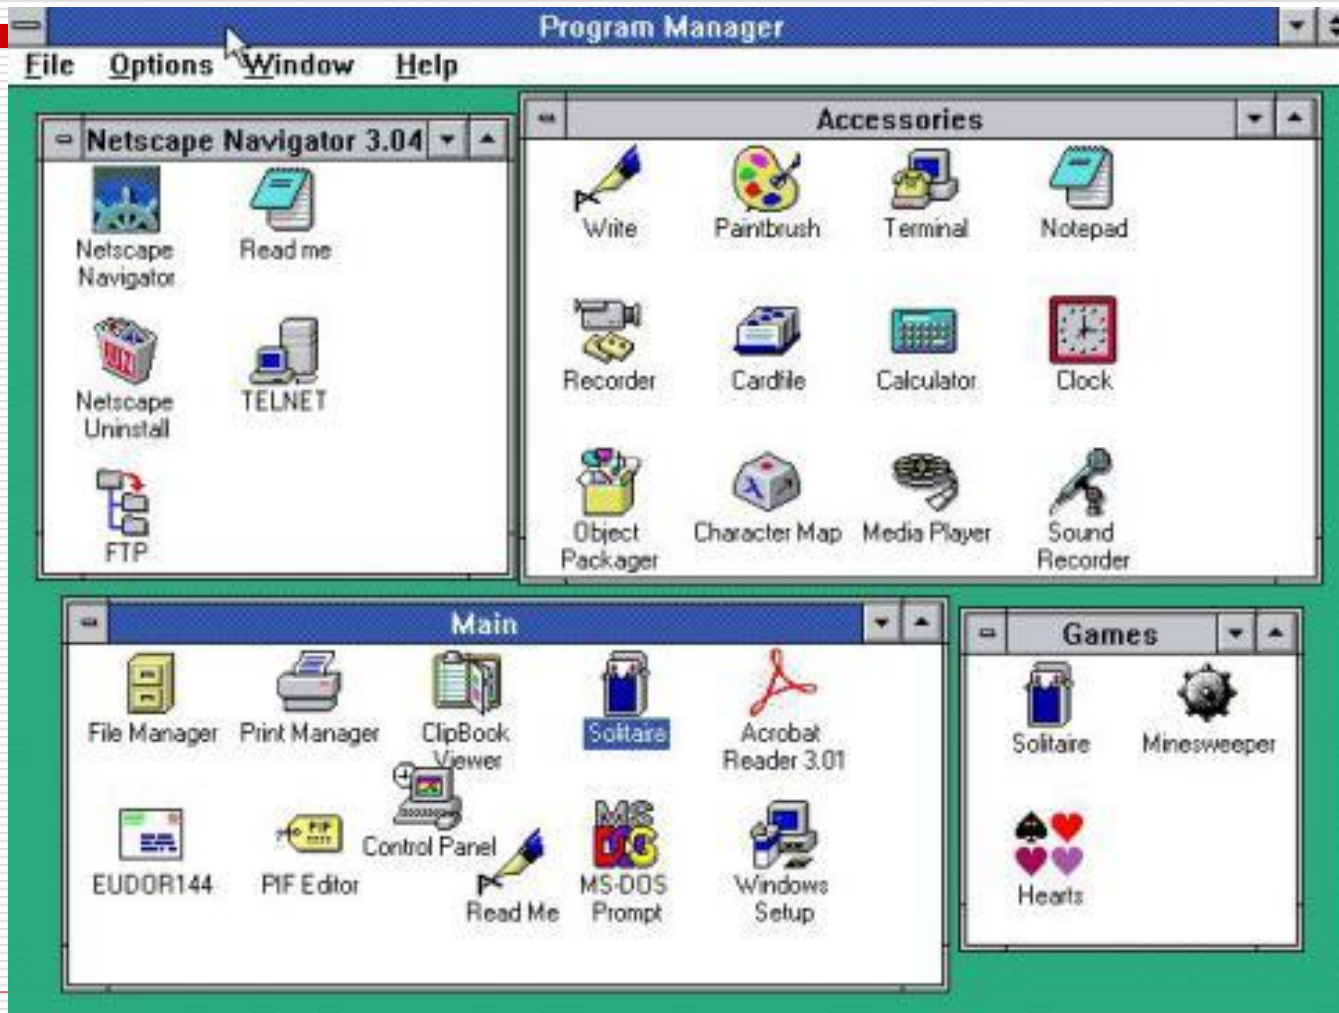 Program Manager
File Options Window Help
Netscape Navigator 3.04
Netscape
Navigator
Read me
Netscape
Uninstall
TELNET
FTP
Accessories
Write
Paintbrush
Terminal
Notepad
Recorder
Cardfile
Calculator
Clock
Object
Packager
Character Map
Media Player
Sound
Recorder
Main
File Manager
Print Manager
ClipBook
Viewer
Solitaire
Acrobat
Reader 3.01
EUDOR144
PIF
PIF Editor
Control Panel
Read Me
MS
DOS
MS-DOS
Prompt
Windows
Setup
Games
Solitaire
Minesweeper
Hearts